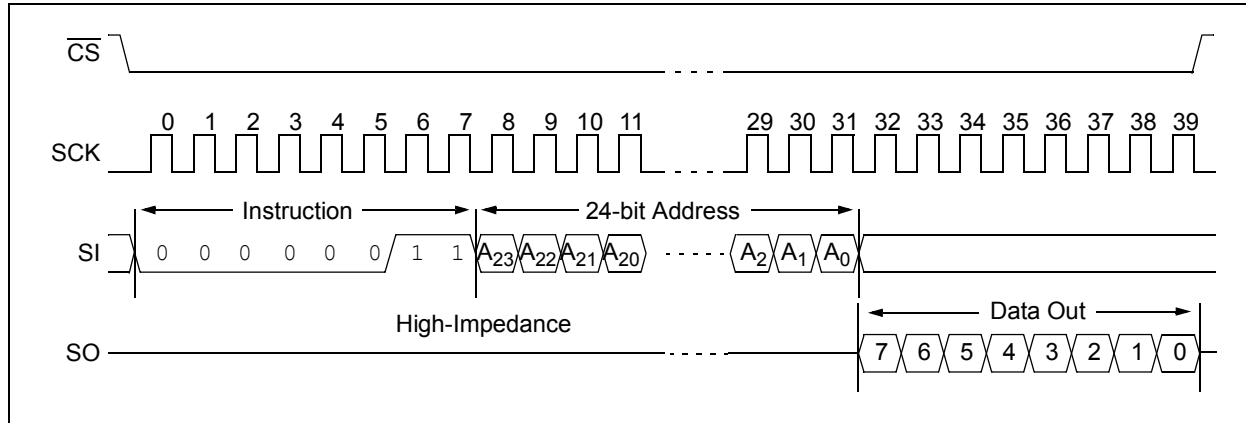 CS
0 1 2 3 4 5 6 7 8 9 10 11 29 30 31 32 33 34 35 36 37 38 39
SCK
Instruction 24-bit Address
SI 0 0 0 0 0 0 1 1 A23 A22 A21 A20 A2 A1 A0
High-Impedance Data Out
SO 7 6 5 4 3 2 1 0